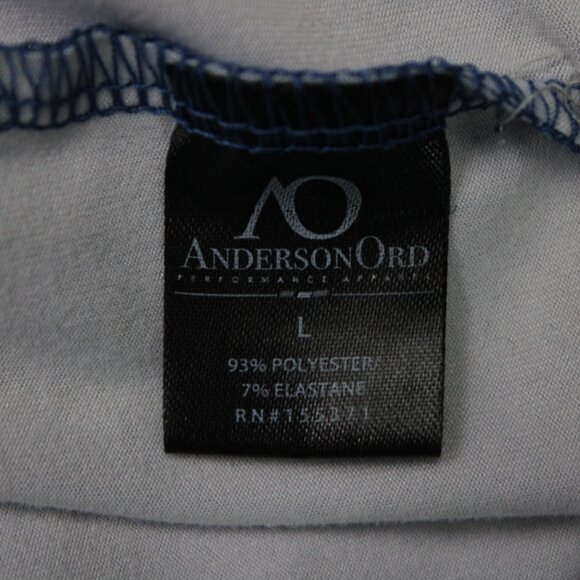 AO
ANDERSONORD
PERFORMANCE APPAREL
L
93% POLYESTER/
7% ELASTANE
RN#155371